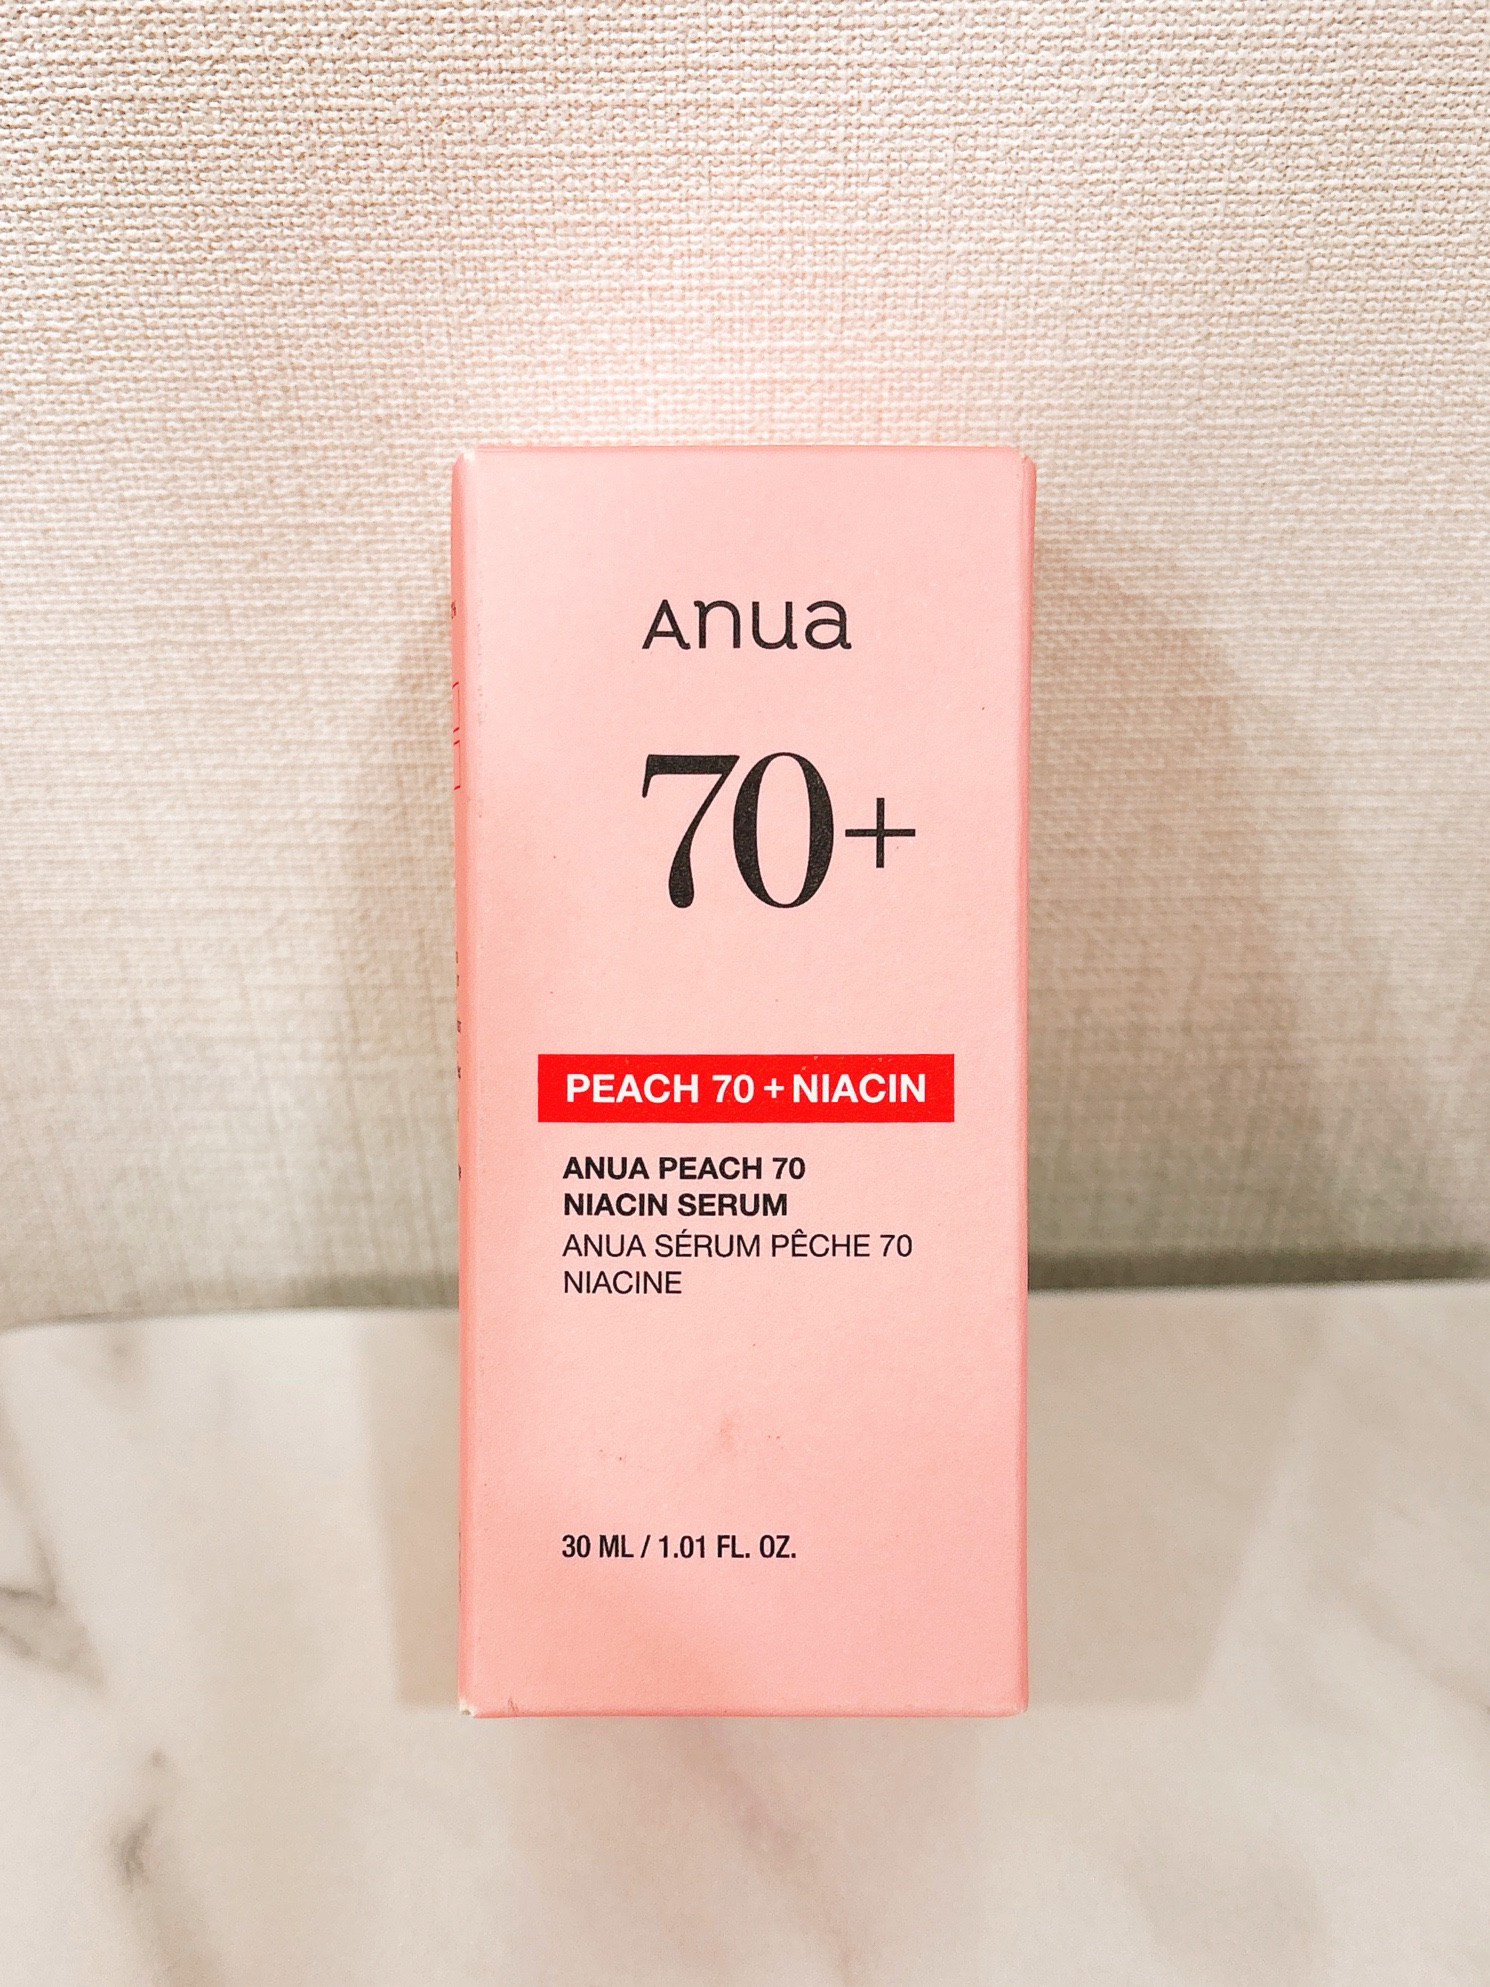 Anua
70+
PEACH 70 + NIACIN
ANUA PEACH 70
NIACIN SERUM
ANUA SÉRUM PÊCHE 70
NIACINE
30 ML / 1.01 FL. OZ.